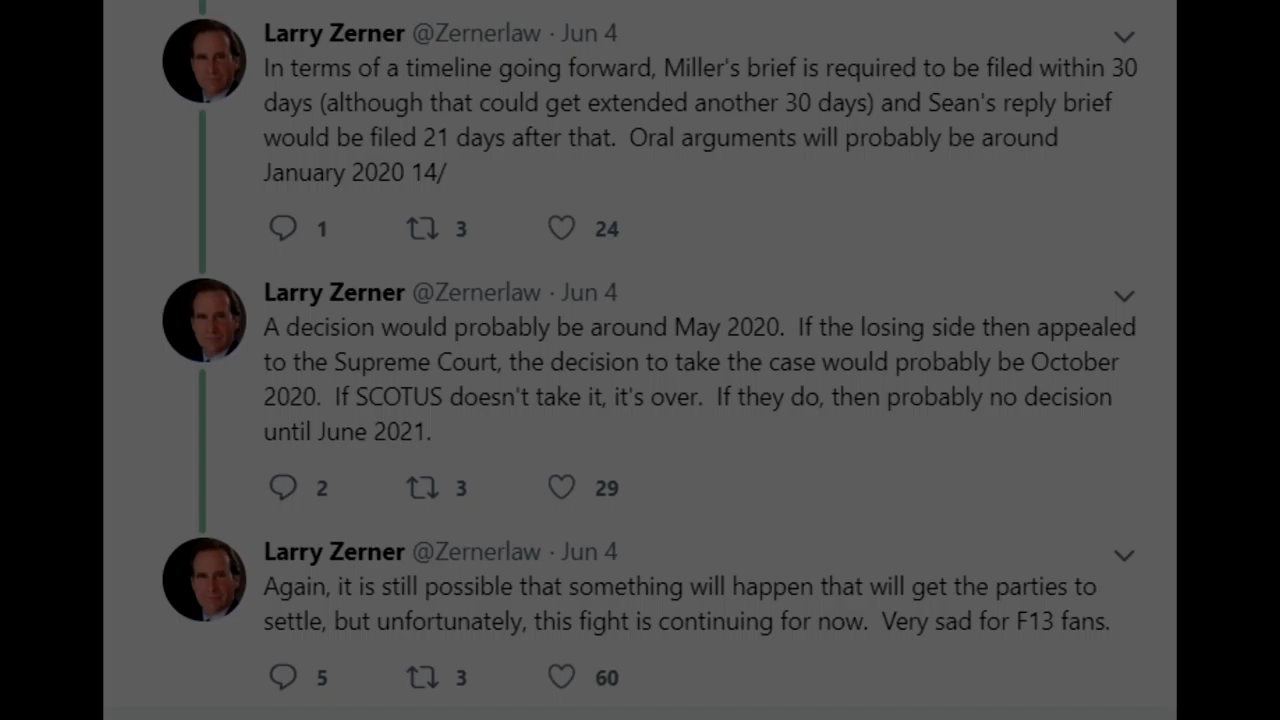 Larry Zerner @Zernerlaw · Jun 4
In terms of a timeline going forward, Miller's brief is required to be filed within 30
days (although that could get extended another 30 days) and Sean's reply brief
would be filed 21 days after that.  Oral arguments will probably be around
January 2020 14/
1 3 24
Larry Zerner @Zernerlaw · Jun 4
A decision would probably be around May 2020.  If the losing side then appealed
to the Supreme Court, the decision to take the case would probably be October
2020.  If SCOTUS doesn't take it, it's over.  If they do, then probably no decision
until June 2021.
2 3 29
Larry Zerner @Zernerlaw · Jun 4
Again, it is still possible that something will happen that will get the parties to
settle, but unfortunately, this fight is continuing for now.  Very sad for F13 fans.
5 3 60